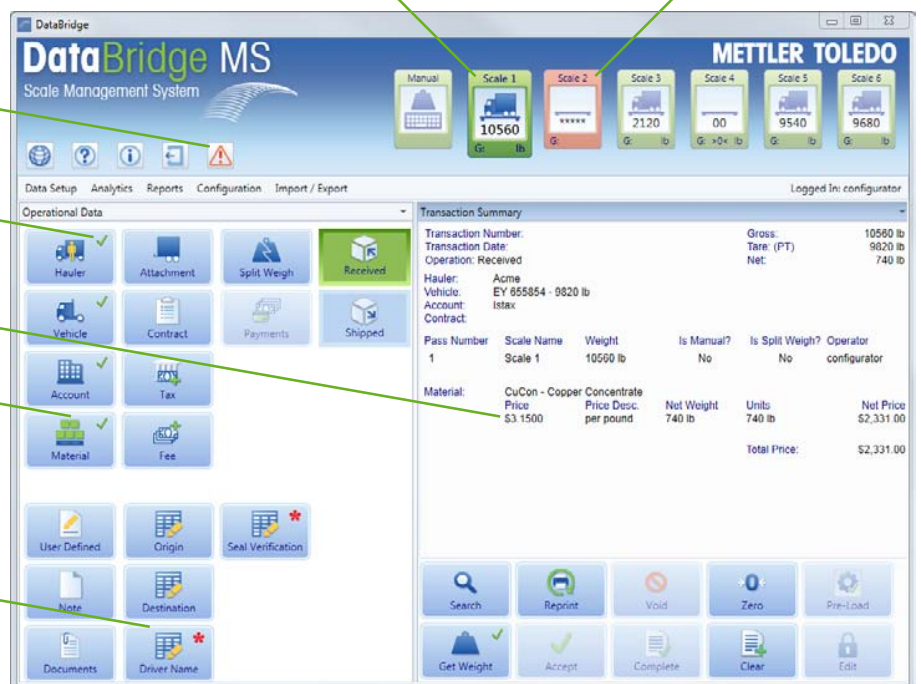 DataBridge
DataBridge MS
Scale Management System
METTLER TOLEDO
Manual
Scale 1
10560
G: lb
Scale 2
*****
G:
Scale 3
2120
G: lb
Scale 4
00
G: >0< lb
Scale 5
9540
G: lb
Scale 6
9680
G: lb
Data Setup Analytics Reports Configuration Import / Export
Logged In: configurator
Operational Data
Hauler
Attachment
Split Weigh
Received
Vehicle
Contract
Payments
Shipped
Account
Tax
Material
Fee
User Defined
Origin
Seal Verification *
Note
Destination
Documents
Driver Name *
Transaction Summary
Transaction Number: Gross: 10560 lb
Transaction Date: Tare: (PT) 9820 lb
Operation: Received Net: 740 lb
Hauler: Acme
Vehicle: EY 655854 - 9820 lb
Account: Istax
Contract:
Pass Number Scale Name Weight Is Manual? Is Split Weigh? Operator
1 Scale 1 10560 lb No No configurator
Material: CuCon - Copper Concentrate
Price Price Desc. Net Weight Units Net Price
$3.1500 per pound 740 lb 740 lb $2,331.00
Total Price: $2,331.00
Search
Reprint
Void
0
Zero
Pre-Load
Get Weight
Accept
Complete
Clear
Edit